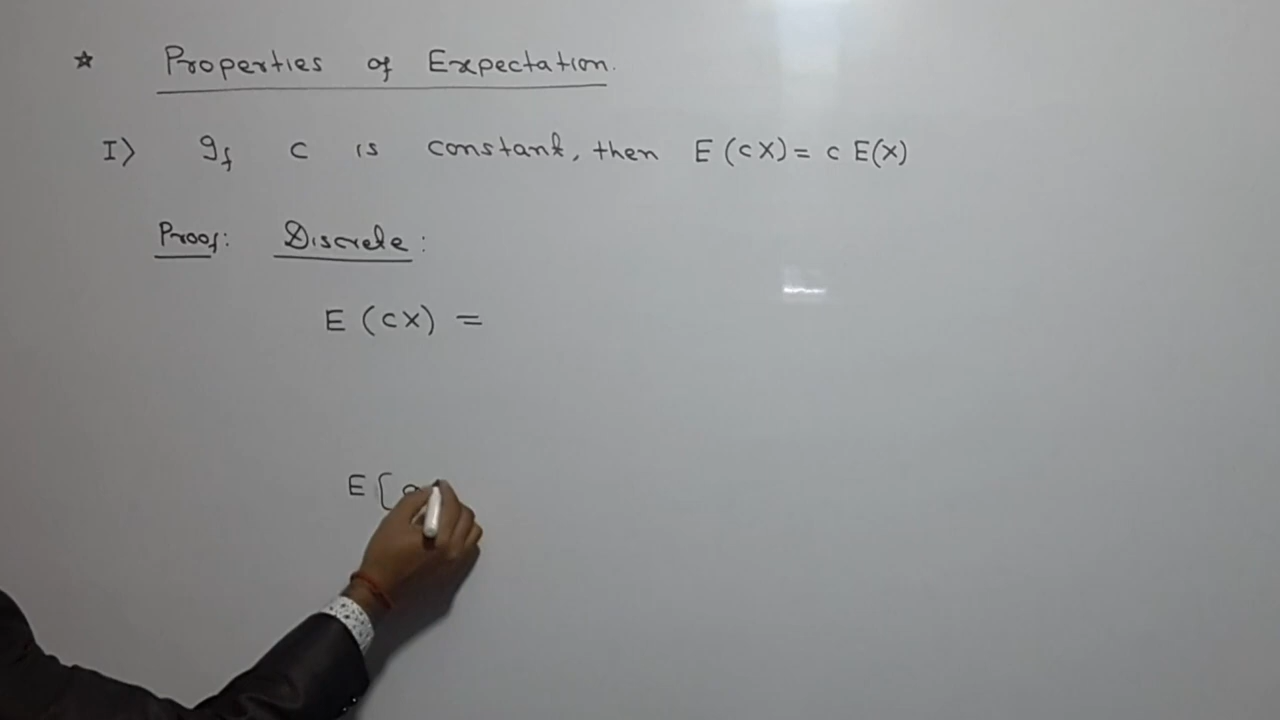 ☆ Properties of Expectation.
I) If c is constant, then E (cX) = c E(X)
Proof: Discrete:
E (cX) =
E [